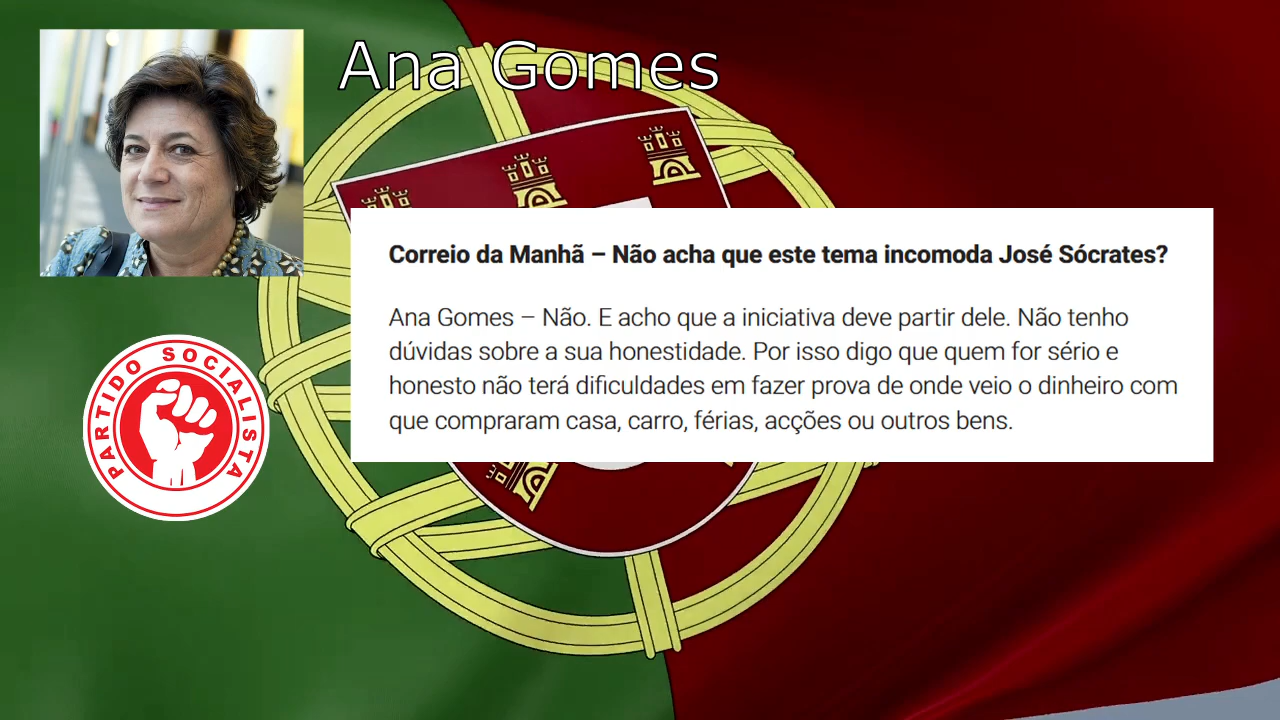 Ana Gomes
Correio da Manhã – Não acha que este tema incomoda José Sócrates?
Ana Gomes – Não. E acho que a iniciativa deve partir dele. Não tenho
dúvidas sobre a sua honestidade. Por isso digo que quem for sério e
honesto não terá dificuldades em fazer prova de onde veio o dinheiro com
que compraram casa, carro, férias, acções ou outros bens.
PARTIDO SOCIALISTA